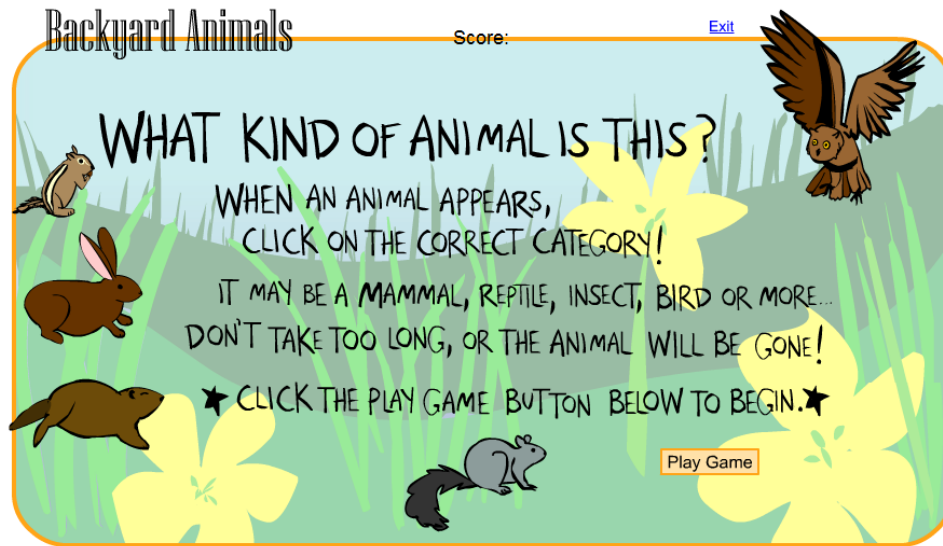 Backyard Animals
Score:
Exit
WHAT KIND OF ANIMAL IS THIS?
WHEN AN ANIMAL APPEARS,
CLICK ON THE CORRECT CATEGORY!
IT MAY BE A MAMMAL, REPTILE, INSECT, BIRD OR MORE...
DON'T TAKE TOO LONG, OR THE ANIMAL WILL BE GONE!
★ CLICK THE PLAY GAME BUTTON BELOW TO BEGIN. ★
Play Game